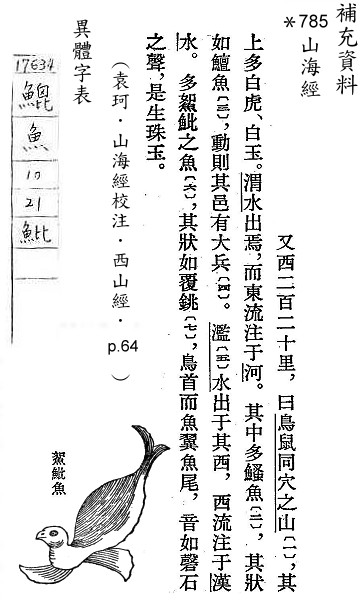 補充資料
*785
山海經
又西二百二十里，曰鳥鼠同穴之山〔一〕，其
上多白虎、白玉。渭水出焉，而東流注于河。其中多鰠魚〔二〕，其狀
如鱣魚〔三〕，動則其邑有大兵〔四〕。濫〔五〕水出于其西，西流注于漢
水。多䰽魮之魚〔六〕，其狀如覆銚〔七〕，鳥首而魚翼魚尾，音如磬石
之聲，是生珠玉。
（袁珂．山海經校注．西山經．p.64）
異體字表
17634
魚
10
21
魮
䰽魮魚